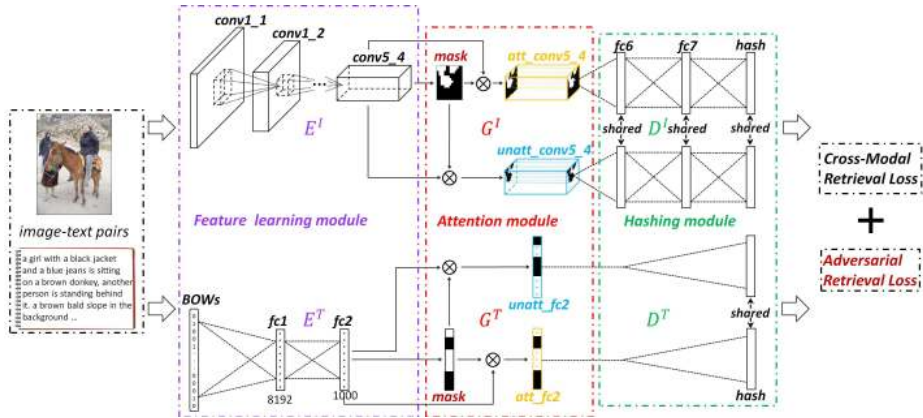 conv1_1
conv1_2
conv5_4
...
E^I
mask
att_conv5_4
G^I
unatt_conv5_4
fc6
fc7
hash
D^I
shared
shared
shared
image-text pairs
a girl with a black jacket
and a blue jeans is sitting
on a brown donkey, another
person is standing behind
it. a brown bald slope in the
background ..
Feature learning module
Attention module
Hashing module
Cross-Modal
Retrieval Loss
+
Adversarial
Retrieval Loss
BOWs
fc1
E^T
fc2
8192
1000
unatt_fc2
G^T
mask
att_fc2
D^T
shared
hash